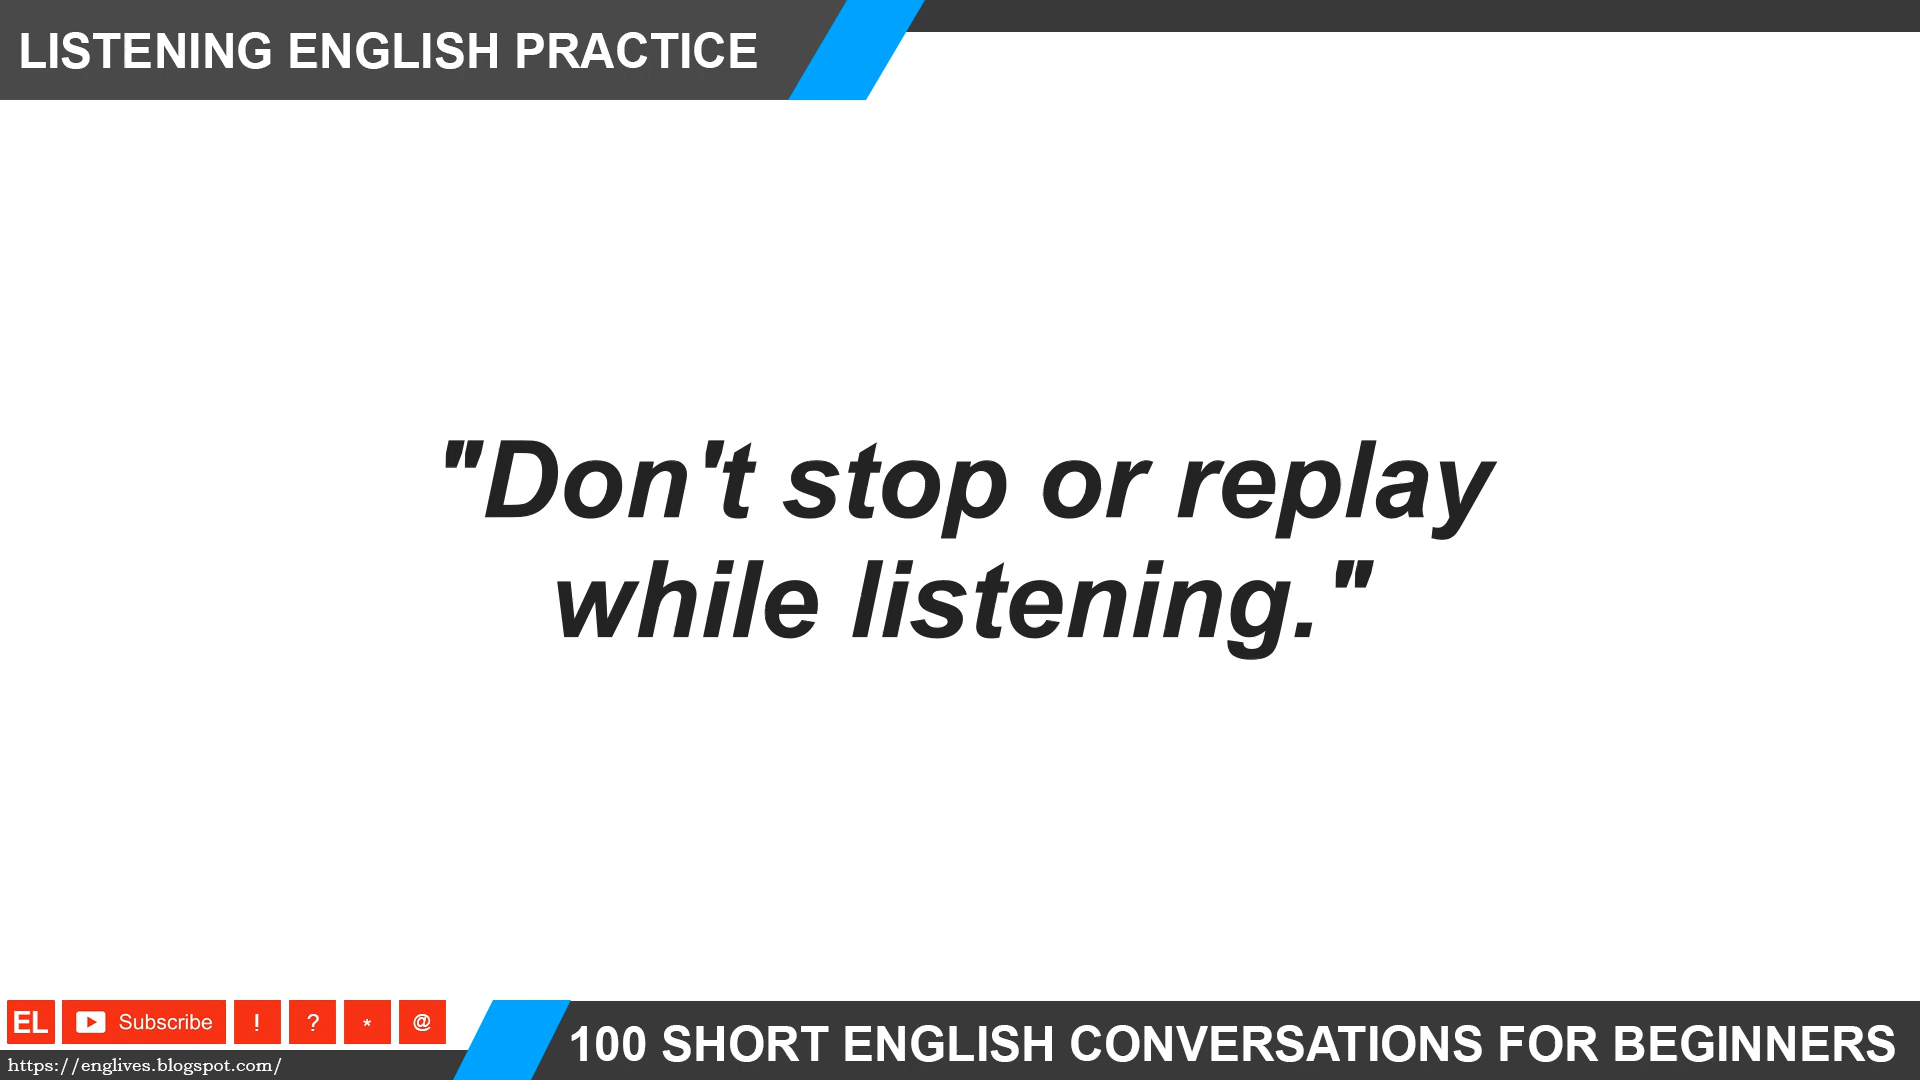 LISTENING ENGLISH PRACTICE
"Don't stop or replay
while listening."
EL Subscribe ! ? * @
https://englives.blogspot.com/
100 SHORT ENGLISH CONVERSATIONS FOR BEGINNERS